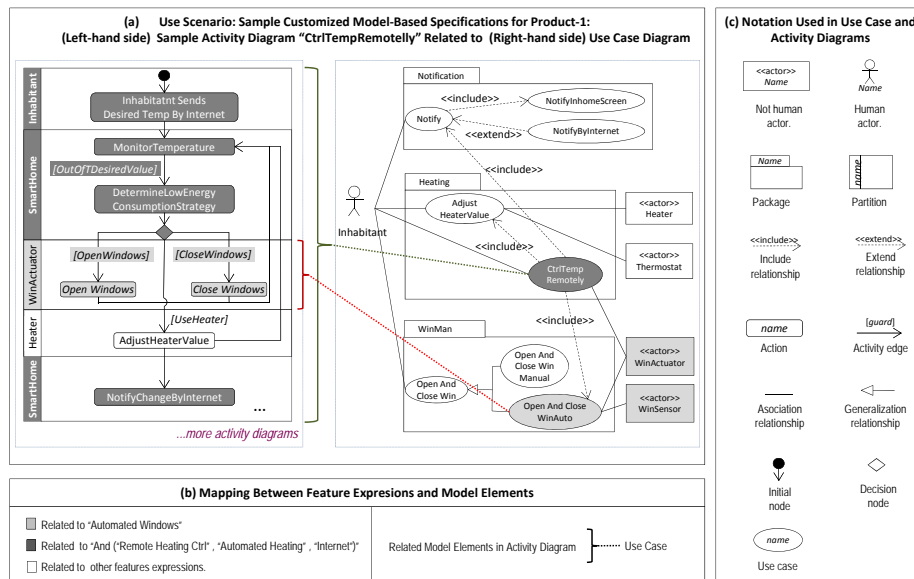 (a) Use Scenario: Sample Customized Model-Based Specifications for Product-1:
(Left-hand side) Sample Activity Diagram “CtrlTempRemotelly” Related to (Right-hand side) Use Case Diagram
Inhabitant
Inhabitatnt Sends
Desired Temp By Internet
SmartHome
MonitorTemperature
[OutOfTDesiredValue]
DetermineLowEnergy
ConsumptionStrategy
WinActuator
[OpenWindows]
[CloseWindows]
Open Windows
Close Windows
Heater
[UseHeater]
AdjustHeaterValue
SmartHome
NotifyChangeByInternet
...
...more activity diagrams
Notification
<<include>>
NotifyInhomeScreen
Notify
<<extend>>
NotifyByInternet
<<include>>
Heating
Adjust
HeaterValue
<<actor>>
Heater
Inhabitant
<<include>>
<<actor>>
Thermostat
CtrlTemp
Remotely
<<include>>
WinMan
Open And
Close Win
Manual
<<actor>>
WinActuator
Open And
Close Win
<<actor>>
WinSensor
Open And Close
WinAuto
(b) Mapping Between Feature Expresions and Model Elements
Related to “Automated Windows”
Related to “And (“Remote Heating Ctrl” , “Automated Heating” , “Internet”)”
Related to other features expressions.
Related Model Elements in Activity Diagram
Use Case
(c) Notation Used in Use Case and
Activity Diagrams
<<actor>>
Name
Name
Not human
actor.
Human
actor.
Name
name
Package
Partition
<<include>>
<<extend>>
Include
relationship
Extend
relationship
name
[guard]
Action
Activity edge
Asociation
relationship
Generalization
relationship
Initial
node
Decision
node
name
Use case